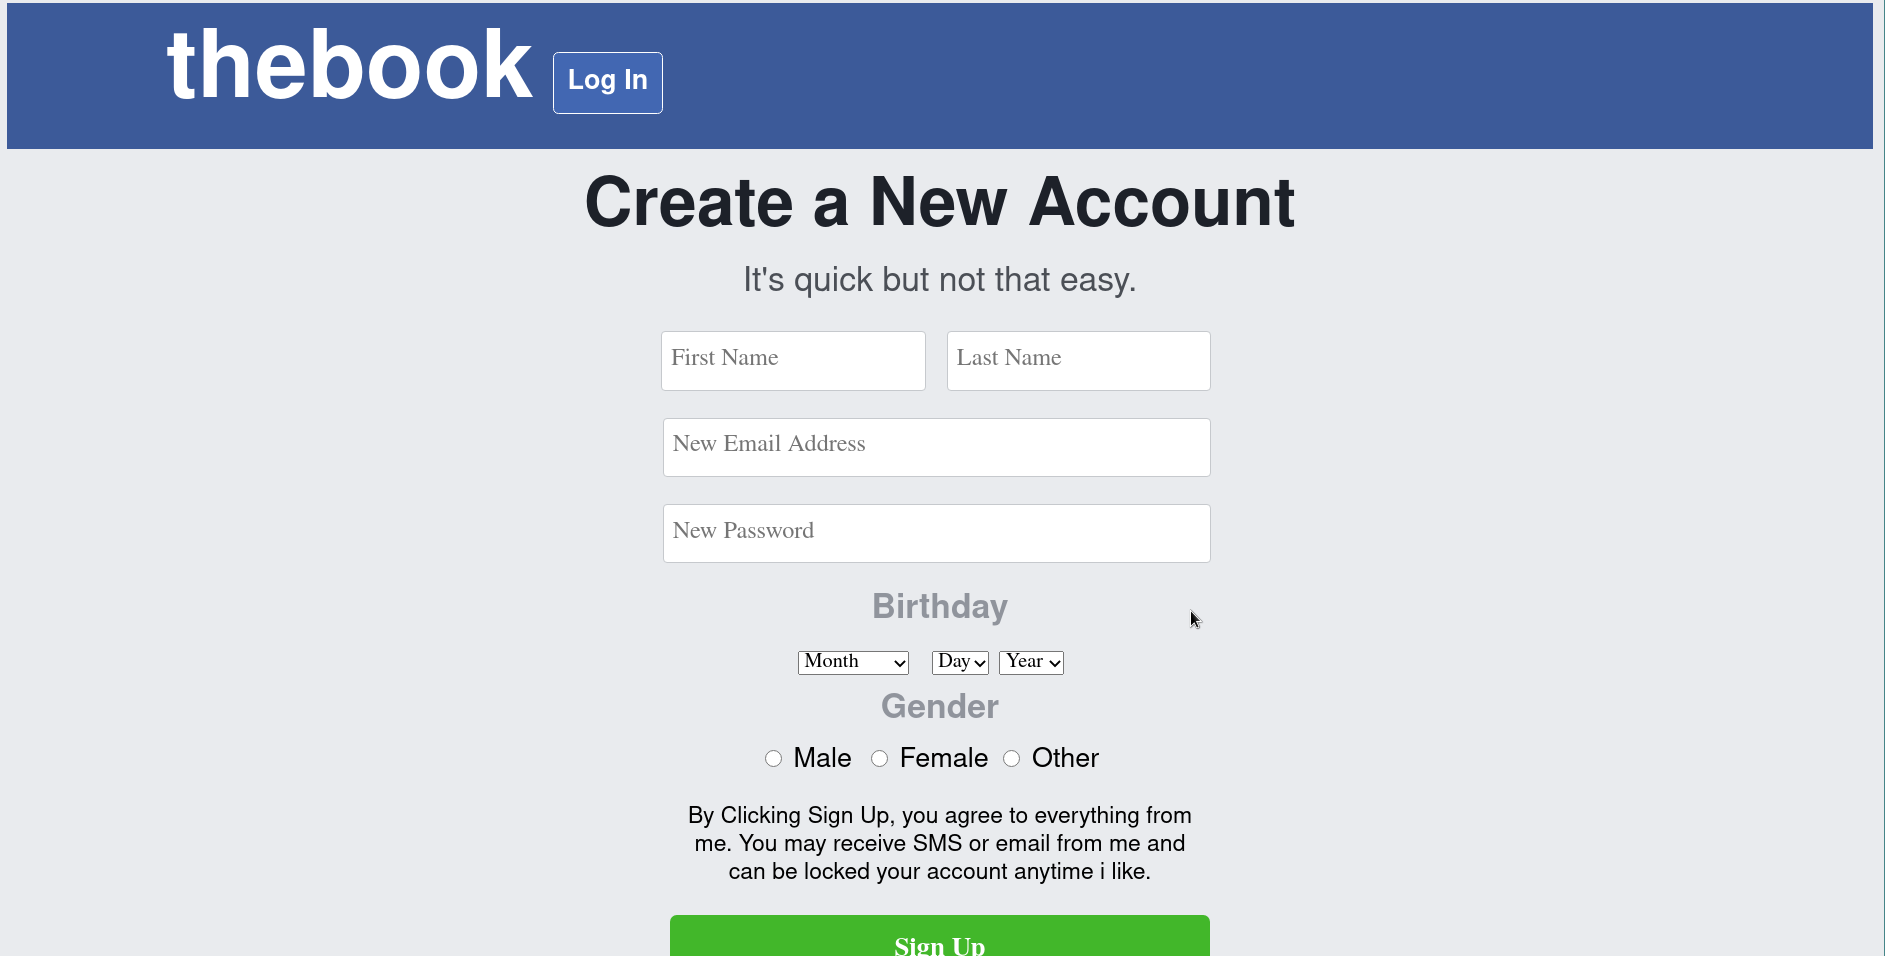 thebook Log In
Create a New Account
It's quick but not that easy.
First Name Last Name
New Email Address
New Password
Birthday
Month Day Year
Gender
Male Female Other
By Clicking Sign Up, you agree to everything from
me. You may receive SMS or email from me and
can be locked your account anytime i like.
Sign Up